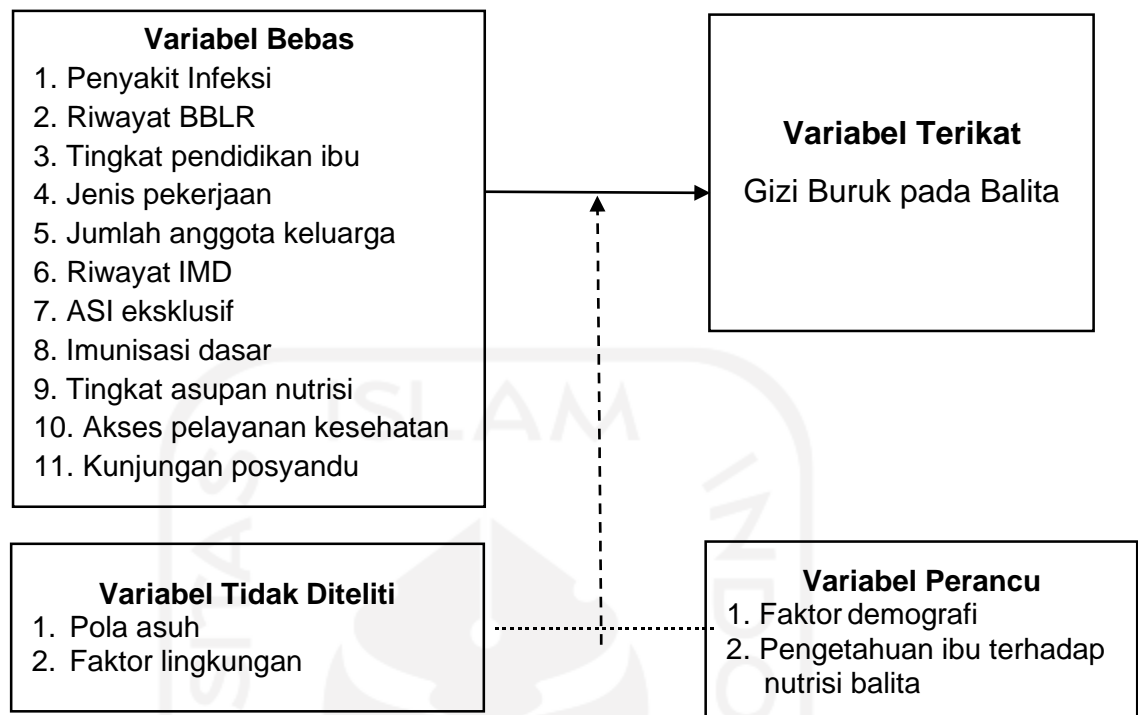 Variabel Bebas
1. Penyakit Infeksi
2. Riwayat BBLR
3. Tingkat pendidikan ibu
4. Jenis pekerjaan
5. Jumlah anggota keluarga
6. Riwayat IMD
7. ASI eksklusif
8. Imunisasi dasar
9. Tingkat asupan nutrisi
10. Akses pelayanan kesehatan
11. Kunjungan posyandu
Variabel Terikat
Gizi Buruk pada Balita
Variabel Tidak Diteliti
1. Pola asuh
2. Faktor lingkungan
Variabel Perancu
1. Faktor demografi
2. Pengetahuan ibu terhadap
nutrisi balita
ISLAM
SITAS
INDO